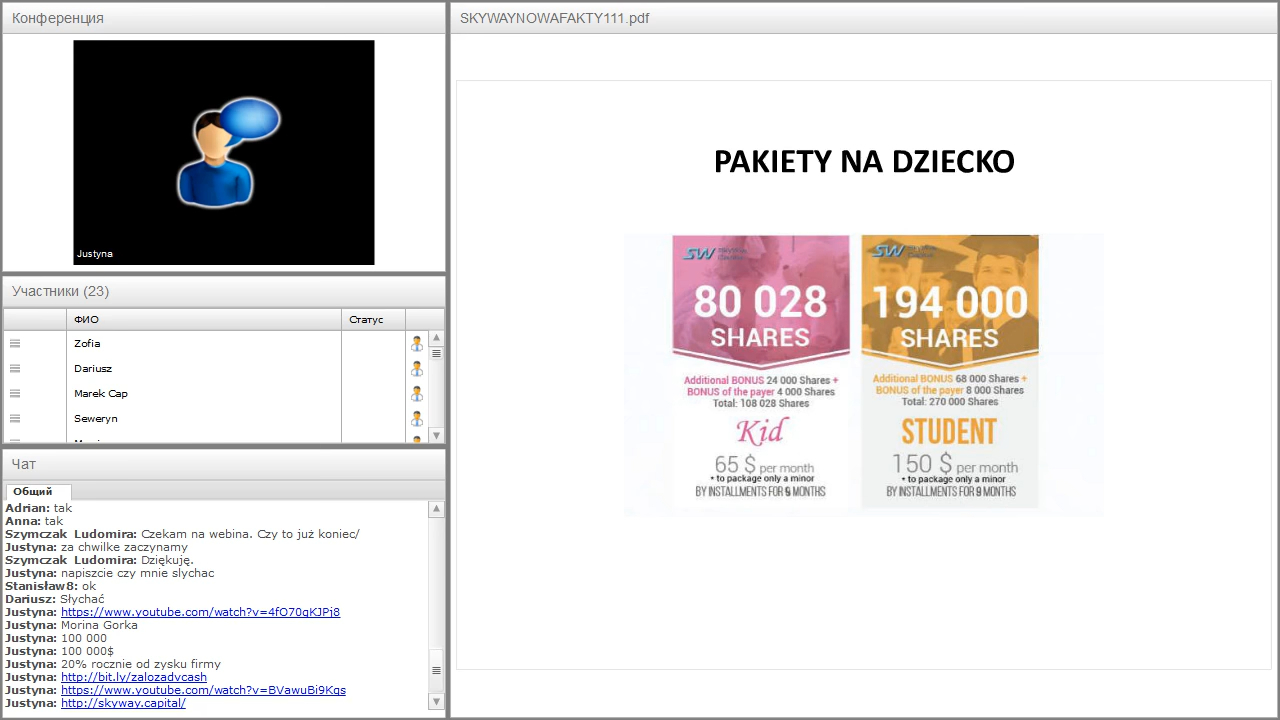 Конференция
Justyna
Участники (23)
ФИО
Статус
Zofia
Dariusz
Marek Cap
Seweryn
Чат
Общий
Adrian: tak
Anna: tak
Szymczak Ludomira: Czekam na webina. Czy to już koniec/
Justyna: za chwilke zaczynamy
Szymczak Ludomira: Dziękuję.
Justyna: napiszcie czy mnie slychac
Stanisław8: ok
Dariusz: Słychać
Justyna: https://www.youtube.com/watch?v=4fO70qKJPj8
Justyna: Morina Gorka
Justyna: 100 000
Justyna: 100 000$
Justyna: 20% rocznie od zysku firmy
Justyna: http://bit.ly/zalozadvcash
Justyna: https://www.youtube.com/watch?v=BVawuBi9Kqs
Justyna: http://skyway.capital/
SKYWAYNOWAFAKTY111.pdf
PAKIETY NA DZIECKO
SW SkyWay
Capital
80 028
SHARES
Additional BONUS 24 000 Shares +
BONUS of the payer 4 000 Shares
Total: 108 028 Shares
Kid
65 $ per month
* to package only a minor
BY INSTALLMENTS FOR 9 MONTHS
SW SkyWay
Capital
194 000
SHARES
Additional BONUS 68 000 Shares +
BONUS of the payer 8 000 Shares
Total: 270 000 Shares
STUDENT
150 $ per month
* to package only a minor
BY INSTALLMENTS FOR 9 MONTHS